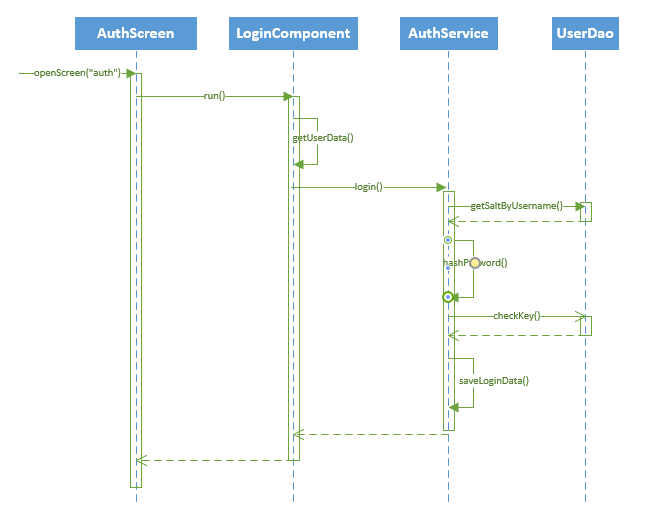 AuthScreen
LoginComponent
AuthService
UserDao
openScreen("auth")
run()
getUserData()
login()
getSaltByUsername()
checkKey()
saveLoginData()